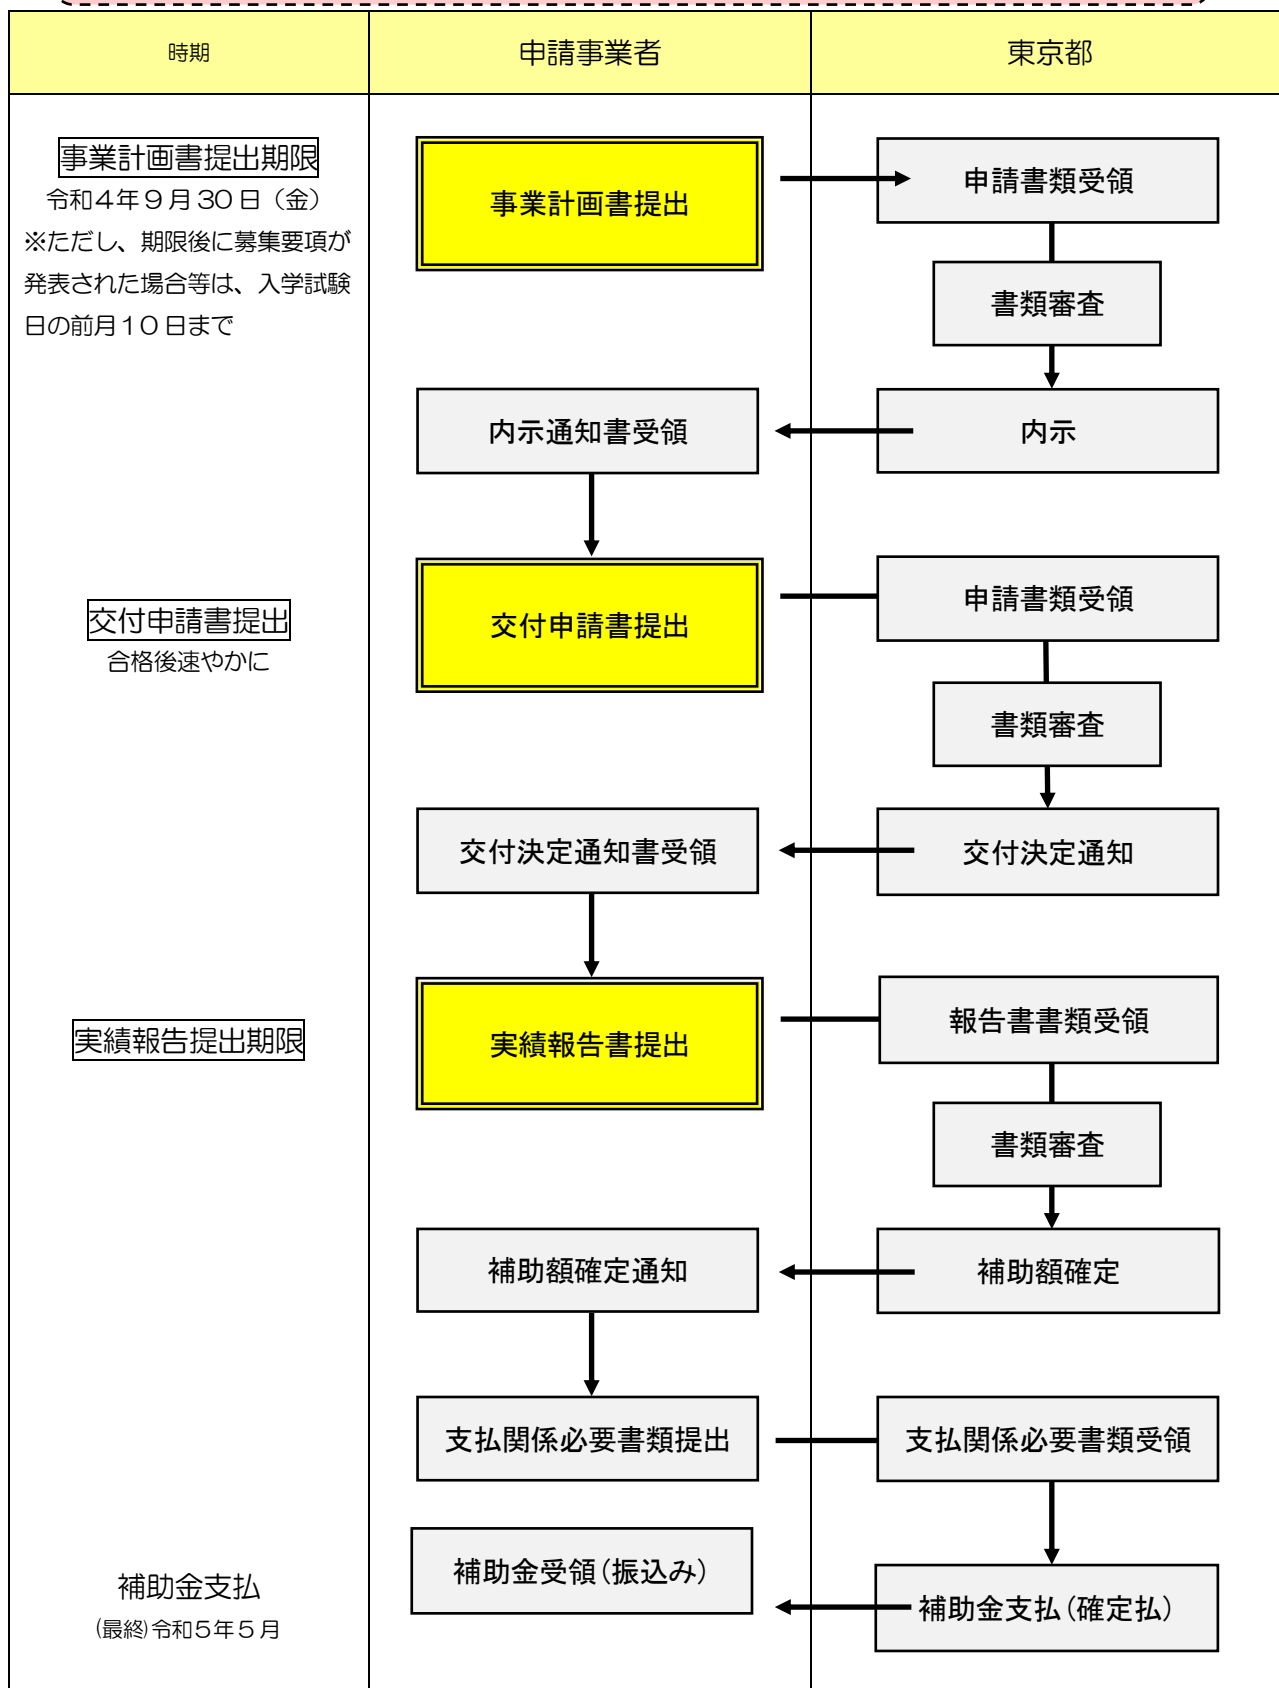 時期
申請事業者
東京都
事業計画書提出期限
令和４年９月30日（金）
※ただし、期限後に募集要項が
発表された場合等は、入学試験
日の前月１０日まで
事業計画書提出
申請書類受領
書類審査
内示通知書受領
内示
交付申請書提出
合格後速やかに
交付申請書提出
申請書類受領
書類審査
交付決定通知書受領
交付決定通知
実績報告提出期限
実績報告書提出
報告書書類受領
書類審査
補助額確定通知
補助額確定
支払関係必要書類提出
支払関係必要書類受領
補助金支払
(最終)令和５年５月
補助金受領（振込み）
補助金支払（確定払）